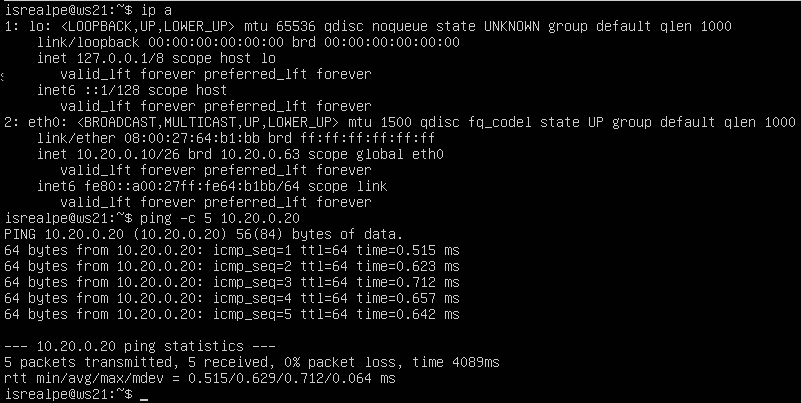 isrealpe@ws21:~$ ip a
1: lo: <LOOPBACK,UP,LOWER_UP> mtu 65536 qdisc noqueue state UNKNOWN group default qlen 1000
    link/loopback 00:00:00:00:00:00 brd 00:00:00:00:00:00
    inet 127.0.0.1/8 scope host lo
       valid_lft forever preferred_lft forever
    inet6 ::1/128 scope host
       valid_lft forever preferred_lft forever
2: eth0: <BROADCAST,MULTICAST,UP,LOWER_UP> mtu 1500 qdisc fq_codel state UP group default qlen 1000
    link/ether 08:00:27:64:b1:bb brd ff:ff:ff:ff:ff:ff
    inet 10.20.0.10/26 brd 10.20.0.63 scope global eth0
       valid_lft forever preferred_lft forever
    inet6 fe80::a00:27ff:fe64:b1bb/64 scope link
       valid_lft forever preferred_lft forever
isrealpe@ws21:~$ ping -c 5 10.20.0.20
PING 10.20.0.20 (10.20.0.20) 56(84) bytes of data.
64 bytes from 10.20.0.20: icmp_seq=1 ttl=64 time=0.515 ms
64 bytes from 10.20.0.20: icmp_seq=2 ttl=64 time=0.623 ms
64 bytes from 10.20.0.20: icmp_seq=3 ttl=64 time=0.712 ms
64 bytes from 10.20.0.20: icmp_seq=4 ttl=64 time=0.657 ms
64 bytes from 10.20.0.20: icmp_seq=5 ttl=64 time=0.642 ms

--- 10.20.0.20 ping statistics ---
5 packets transmitted, 5 received, 0% packet loss, time 4089ms
rtt min/avg/max/mdev = 0.515/0.629/0.712/0.064 ms
isrealpe@ws21:~$ _